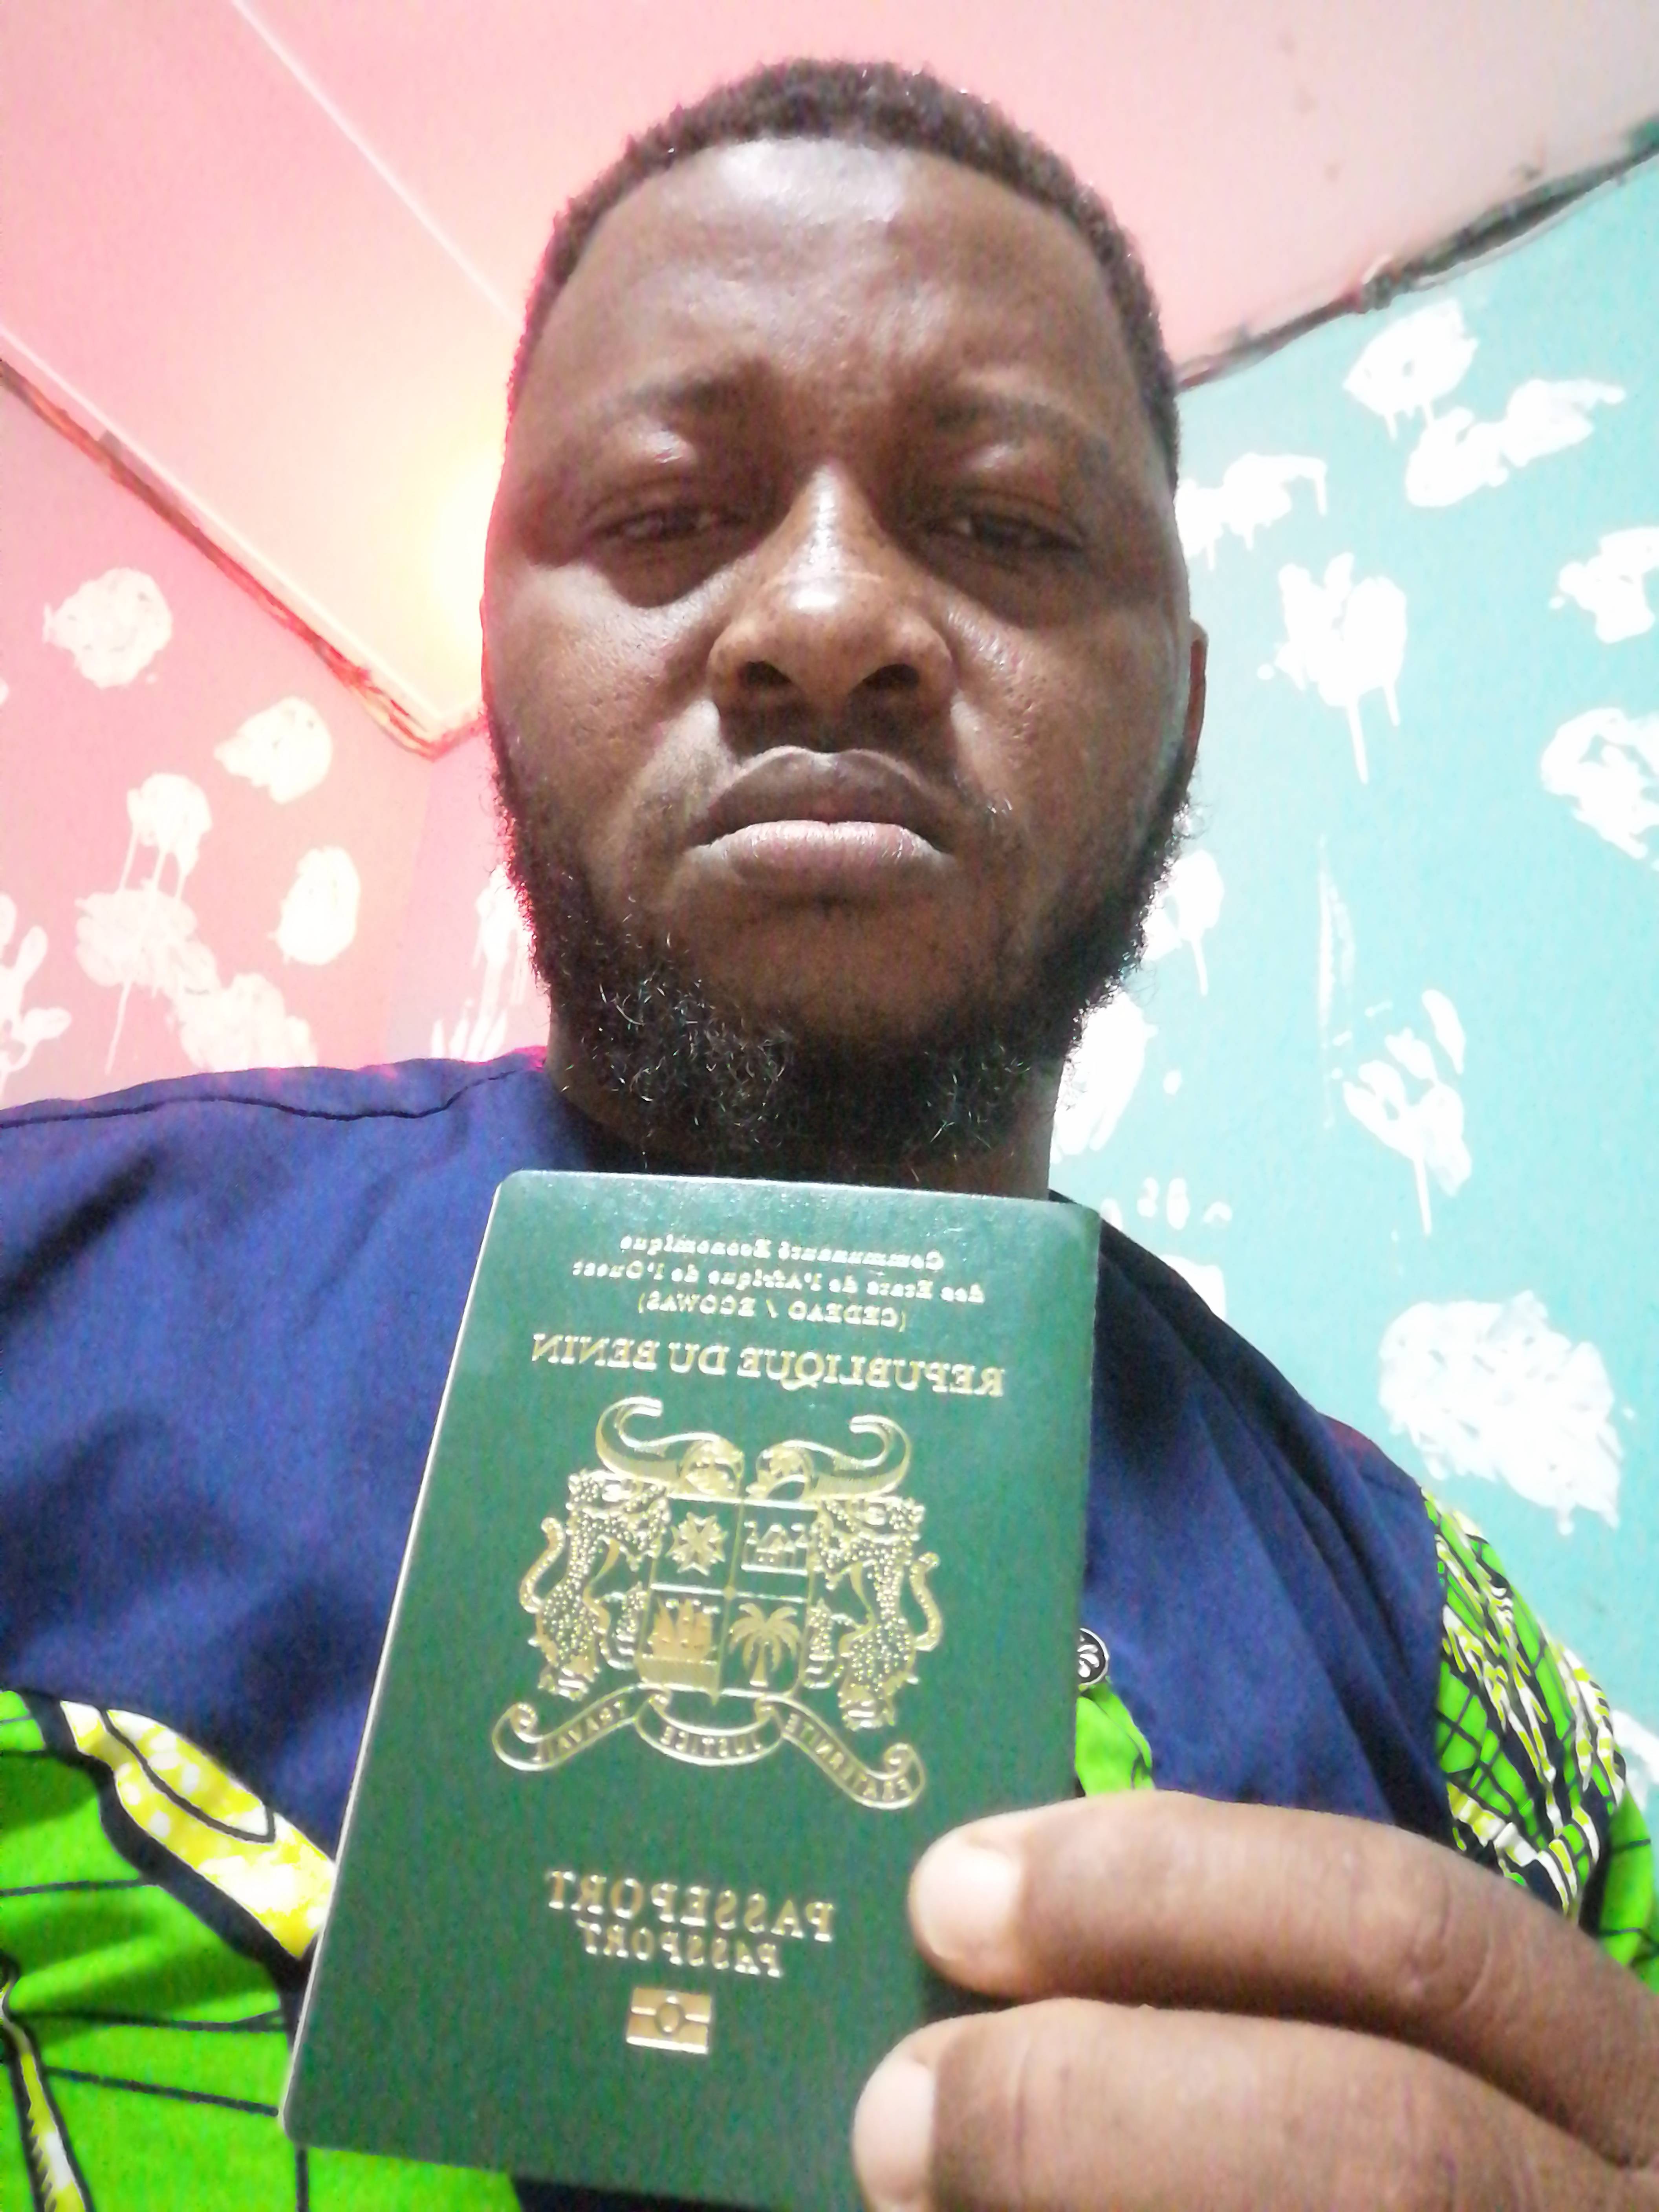 Communauté Economique
des Etats de l'Afrique de l'Ouest
(CEDEAO / ECOWAS)
REPUBLIQUE DU BENIN
FRATERNITE JUSTICE TRAVAIL
PASSEPORT
PASSPORT